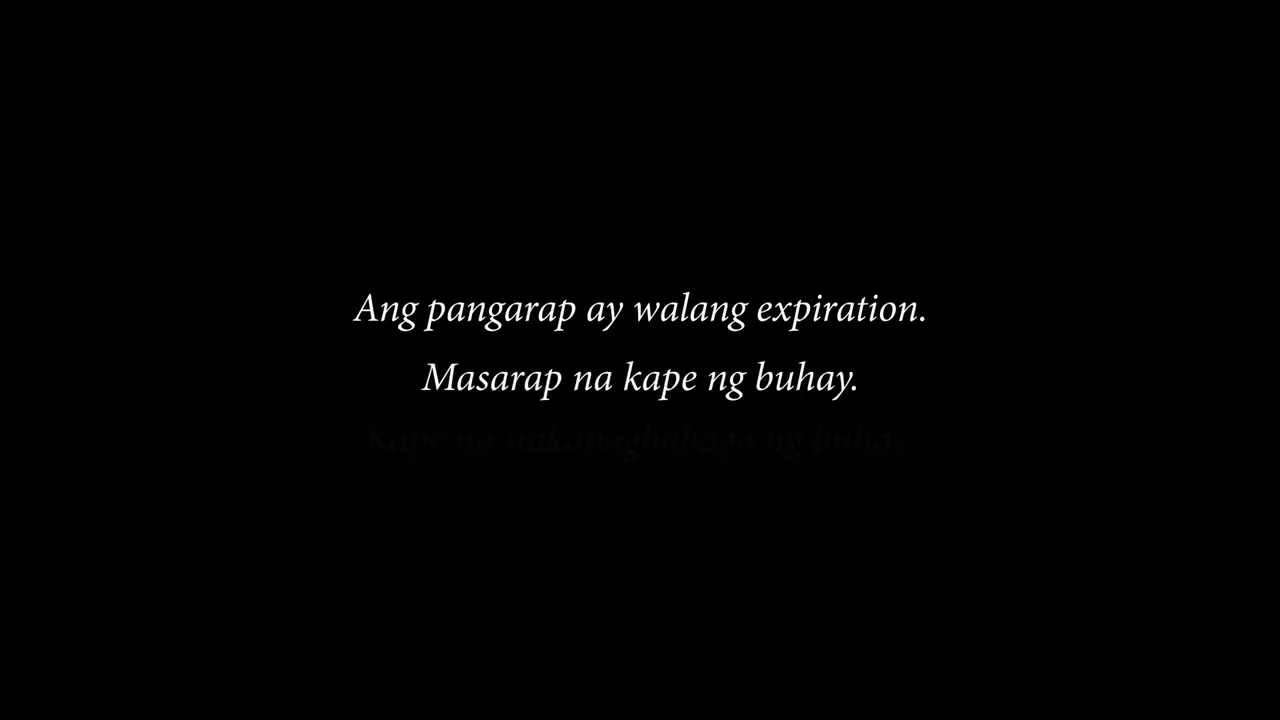 Ang pangarap ay walang expiration.
Masarap na kape ng buhay.
Kape na nakapagbabago ng buhay.